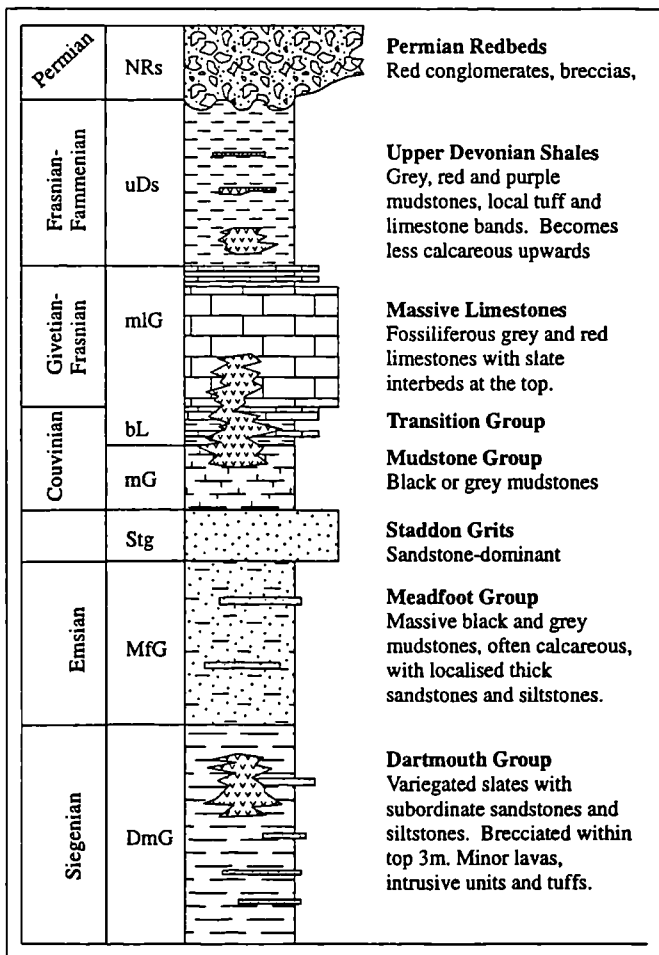 Permian
NRs
Permian Redbeds
Red conglomerates, breccias,
Frasnian-
Fammenian
uDs
Upper Devonian Shales
Grey, red and purple
mudstones, local tuff and
limestone bands. Becomes
less calcareous upwards
Givetian-
Frasnian
mlG
Massive Limestones
Fossiliferous grey and red
limestones with slate
interbeds at the top.
Couvinian
bL
Transition Group
mG
Mudstone Group
Black or grey mudstones
Stg
Staddon Grits
Sandstone-dominant
Emsian
MfG
Meadfoot Group
Massive black and grey
mudstones, often calcareous,
with localised thick
sandstones and siltstones.
Siegenian
DmG
Dartmouth Group
Variegated slates with
subordinate sandstones and
siltstones. Brecciated within
top 3m. Minor lavas,
intrusive units and tuffs.